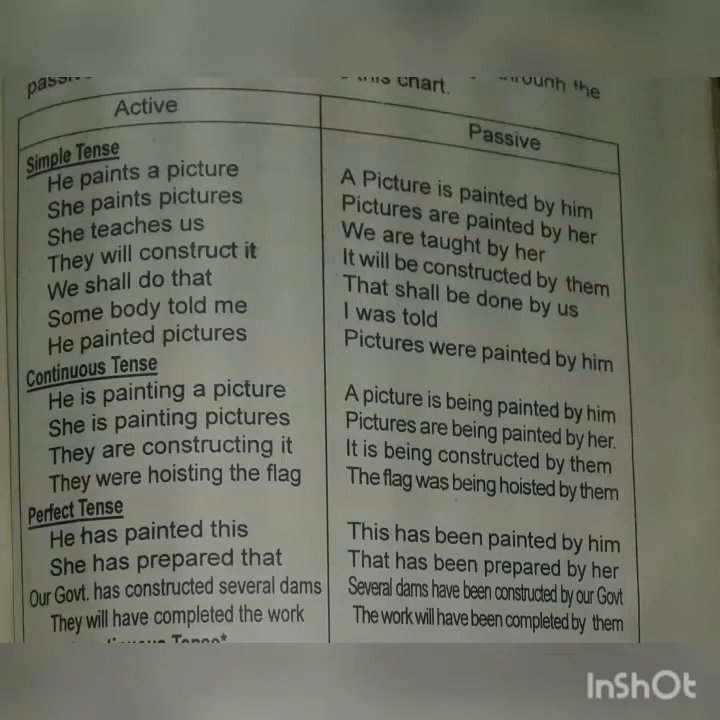 this chart. through the
Active
Passive
Simple Tense
He paints a picture
A Picture is painted by him
She paints pictures
Pictures are painted by her
She teaches us
We are taught by her
They will construct it
It will be constructed by them
We shall do that
That shall be done by us
Some body told me
I was told
He painted pictures
Pictures were painted by him
Continuous Tense
He is painting a picture
A picture is being painted by him
She is painting pictures
Pictures are being painted by her.
They are constructing it
It is being constructed by them
They were hoisting the flag
The flag was being hoisted by them
Perfect Tense
He has painted this
This has been painted by him
She has prepared that
That has been prepared by her
Our Govt. has constructed several dams
Several dams have been constructed by our Govt
They will have completed the work
The work will have been completed by them
Tense*
InShOt